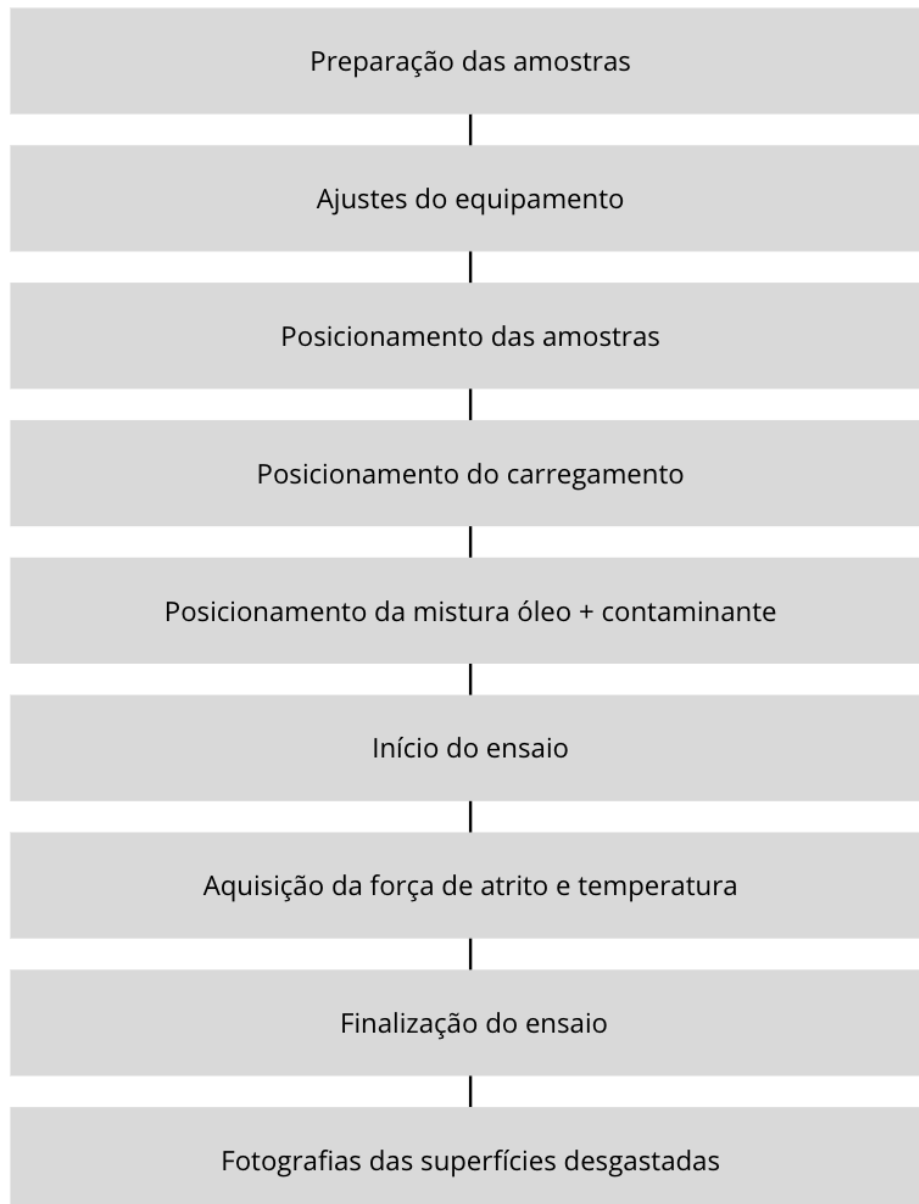 Preparação das amostras
Ajustes do equipamento
Posicionamento das amostras
Posicionamento do carregamento
Posicionamento da mistura óleo + contaminante
Início do ensaio
Aquisição da força de atrito e temperatura
Finalização do ensaio
Fotografias das superfícies desgastadas